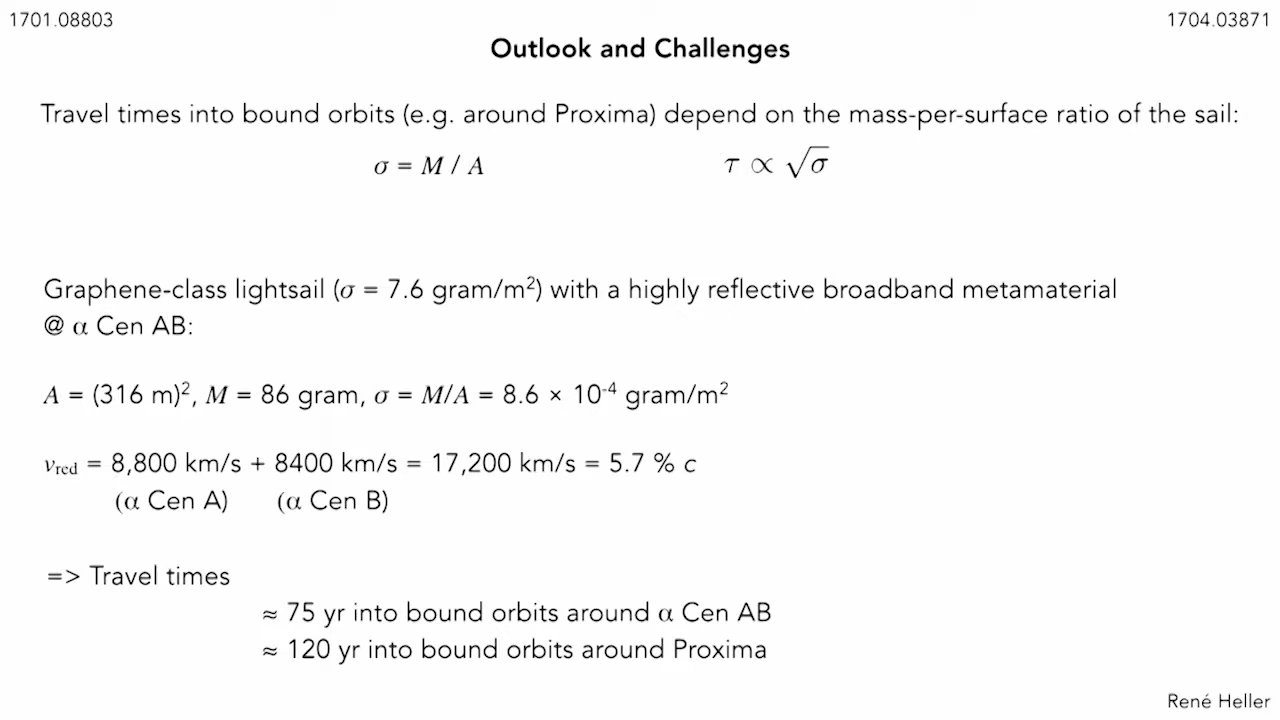 1701.08803
1704.03871
Outlook and Challenges
Travel times into bound orbits (e.g. around Proxima) depend on the mass-per-surface ratio of the sail:
σ = M / A
τ ∝ √σ
Graphene-class lightsail (σ = 7.6 gram/m²) with a highly reflective broadband metamaterial
@ α Cen AB:
A = (316 m)², M = 86 gram, σ = M/A = 8.6 × 10⁻⁴ gram/m²
v_red = 8,800 km/s + 8400 km/s = 17,200 km/s = 5.7 % c
(α Cen A) (α Cen B)
=> Travel times
≈ 75 yr into bound orbits around α Cen AB
≈ 120 yr into bound orbits around Proxima
René Heller